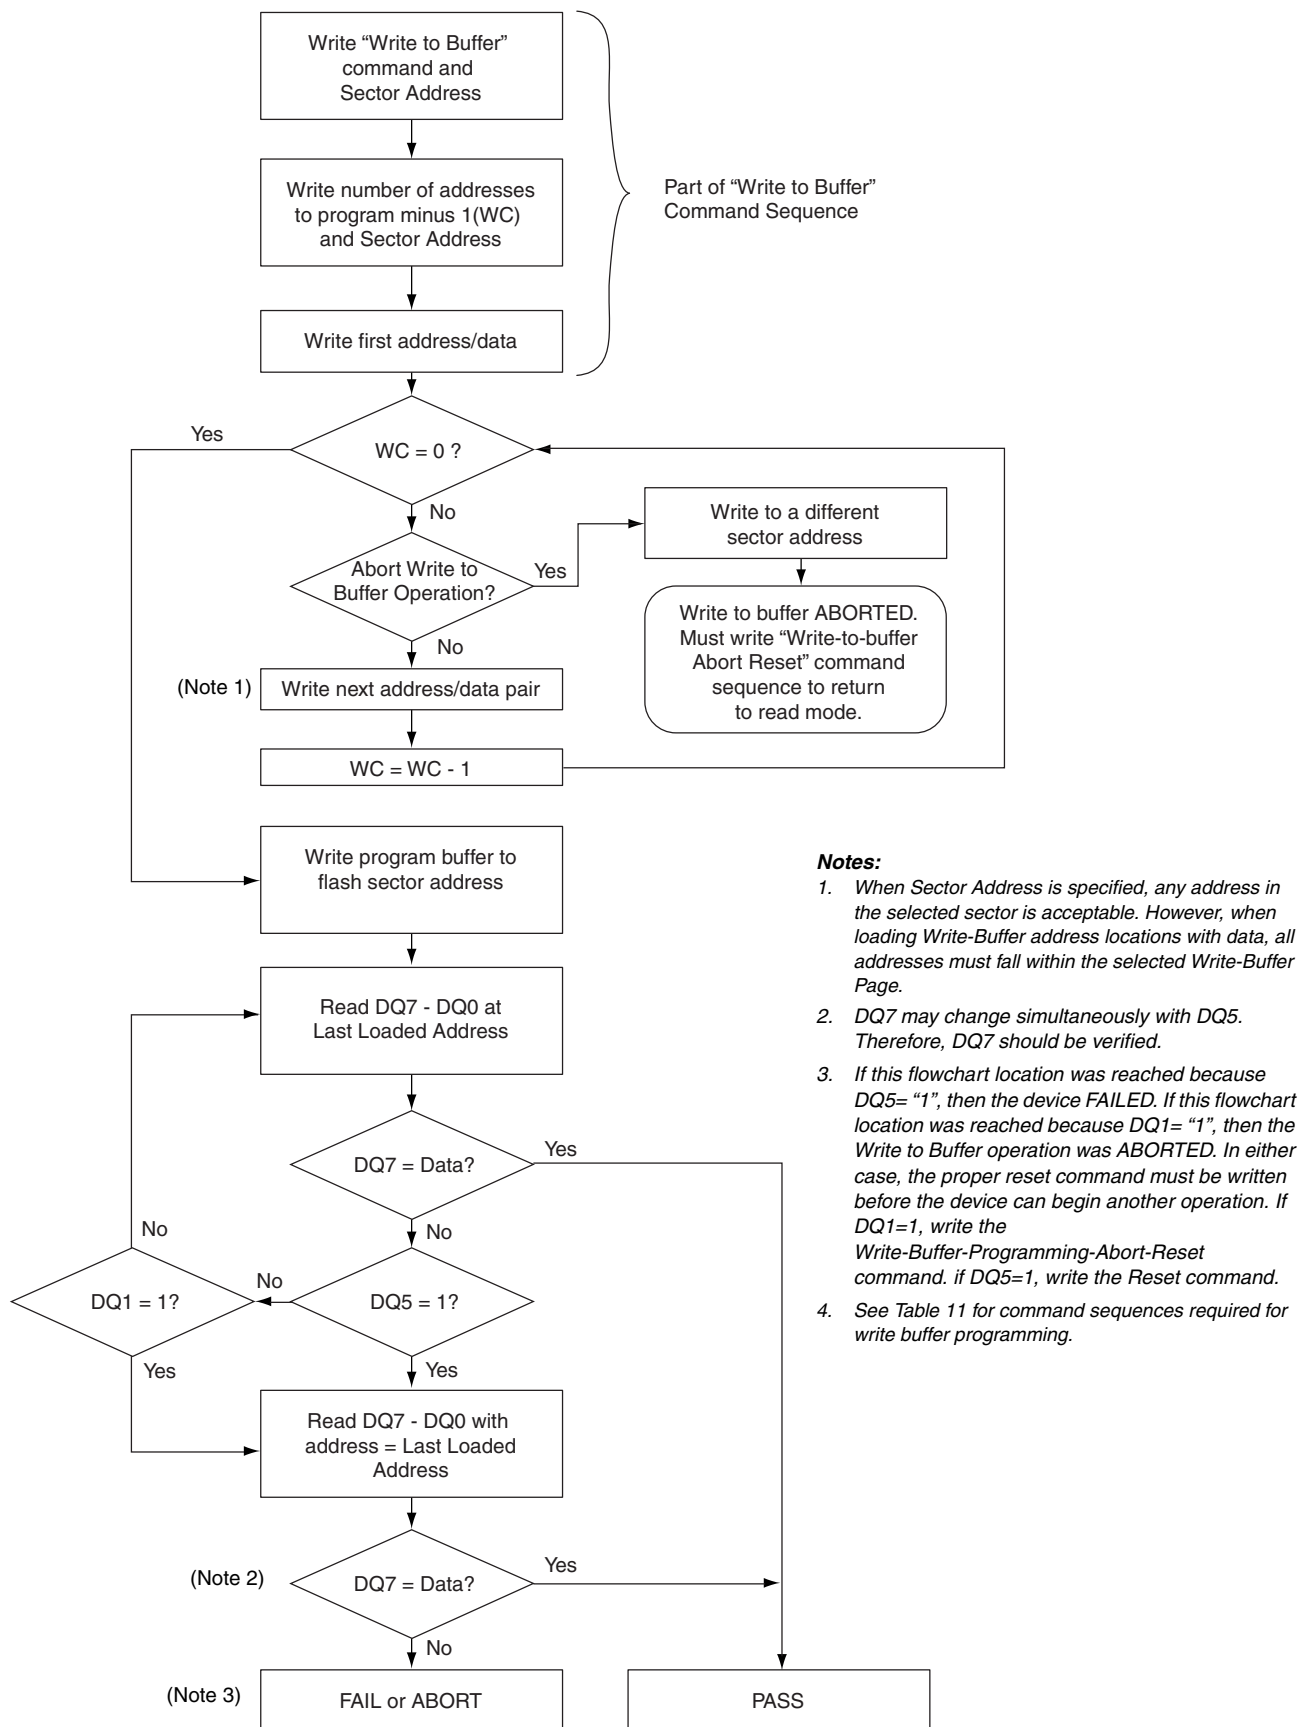 Write “Write to Buffer”
command and
Sector Address
Write number of addresses
to program minus 1(WC)
and Sector Address
Part of “Write to Buffer”
Command Sequence
Write first address/data
Yes
WC = 0 ?
No
Write to a different
sector address
Abort Write to
Buffer Operation?
Yes
No
Write to buffer ABORTED.
Must write “Write-to-buffer
Abort Reset” command
sequence to return
to read mode.
(Note 1)
Write next address/data pair
WC = WC - 1
Write program buffer to
flash sector address
Read DQ7 - DQ0 at
Last Loaded Address
DQ7 = Data?
Yes
No
No
DQ1 = 1?
No
DQ5 = 1?
Yes
Yes
Read DQ7 - DQ0 with
address = Last Loaded
Address
(Note 2)
DQ7 = Data?
Yes
No
(Note 3)
FAIL or ABORT
PASS
Notes:
1. When Sector Address is specified, any address in
the selected sector is acceptable. However, when
loading Write-Buffer address locations with data, all
addresses must fall within the selected Write-Buffer
Page.
2. DQ7 may change simultaneously with DQ5.
Therefore, DQ7 should be verified.
3. If this flowchart location was reached because
DQ5= “1”, then the device FAILED. If this flowchart
location was reached because DQ1= “1”, then the
Write to Buffer operation was ABORTED. In either
case, the proper reset command must be written
before the device can begin another operation. If
DQ1=1, write the
Write-Buffer-Programming-Abort-Reset
command. if DQ5=1, write the Reset command.
4. See Table 11 for command sequences required for
write buffer programming.